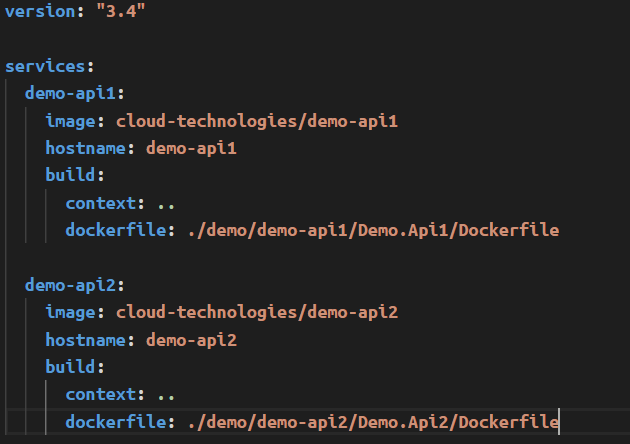 version: "3.4"
services:
demo-api1:
image: cloud-technologies/demo-api1
hostname: demo-api1
build:
context: ..
dockerfile: ./demo/demo-api1/Demo.Api1/Dockerfile
demo-api2:
image: cloud-technologies/demo-api2
hostname: demo-api2
build:
context: ..
dockerfile: ./demo/demo-api2/Demo.Api2/Dockerfile